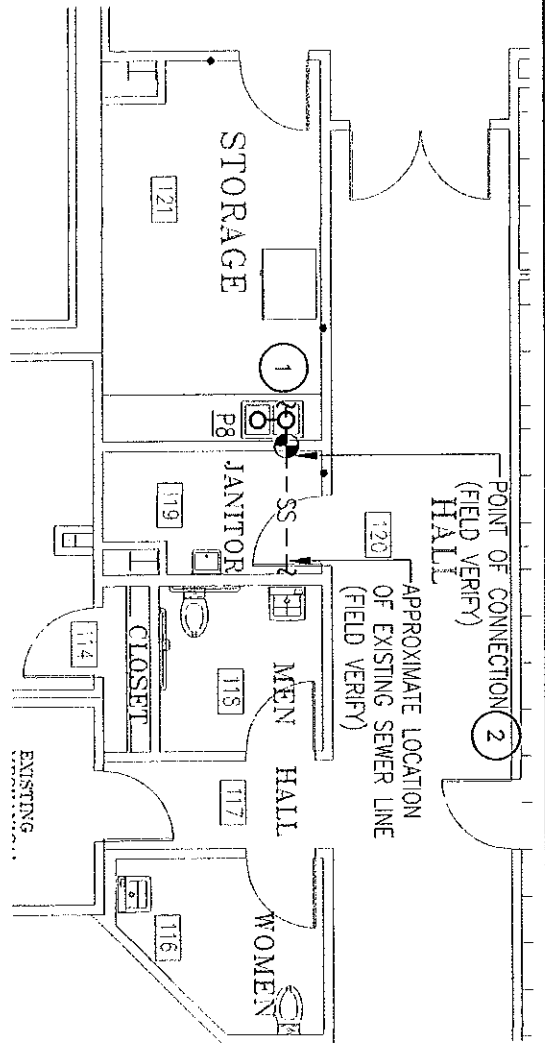 STORAGE
121
1
P8
JANITOR
119
SS
POINT OF CONNECTION
(FIELD VERIFY)
HALL
120
2
APPROXIMATE LOCATION
OF EXISTING SEWER LINE
(FIELD VERIFY)
114
CLOSET
MEN
118
HALL
117
WOMEN
116
EXISTING